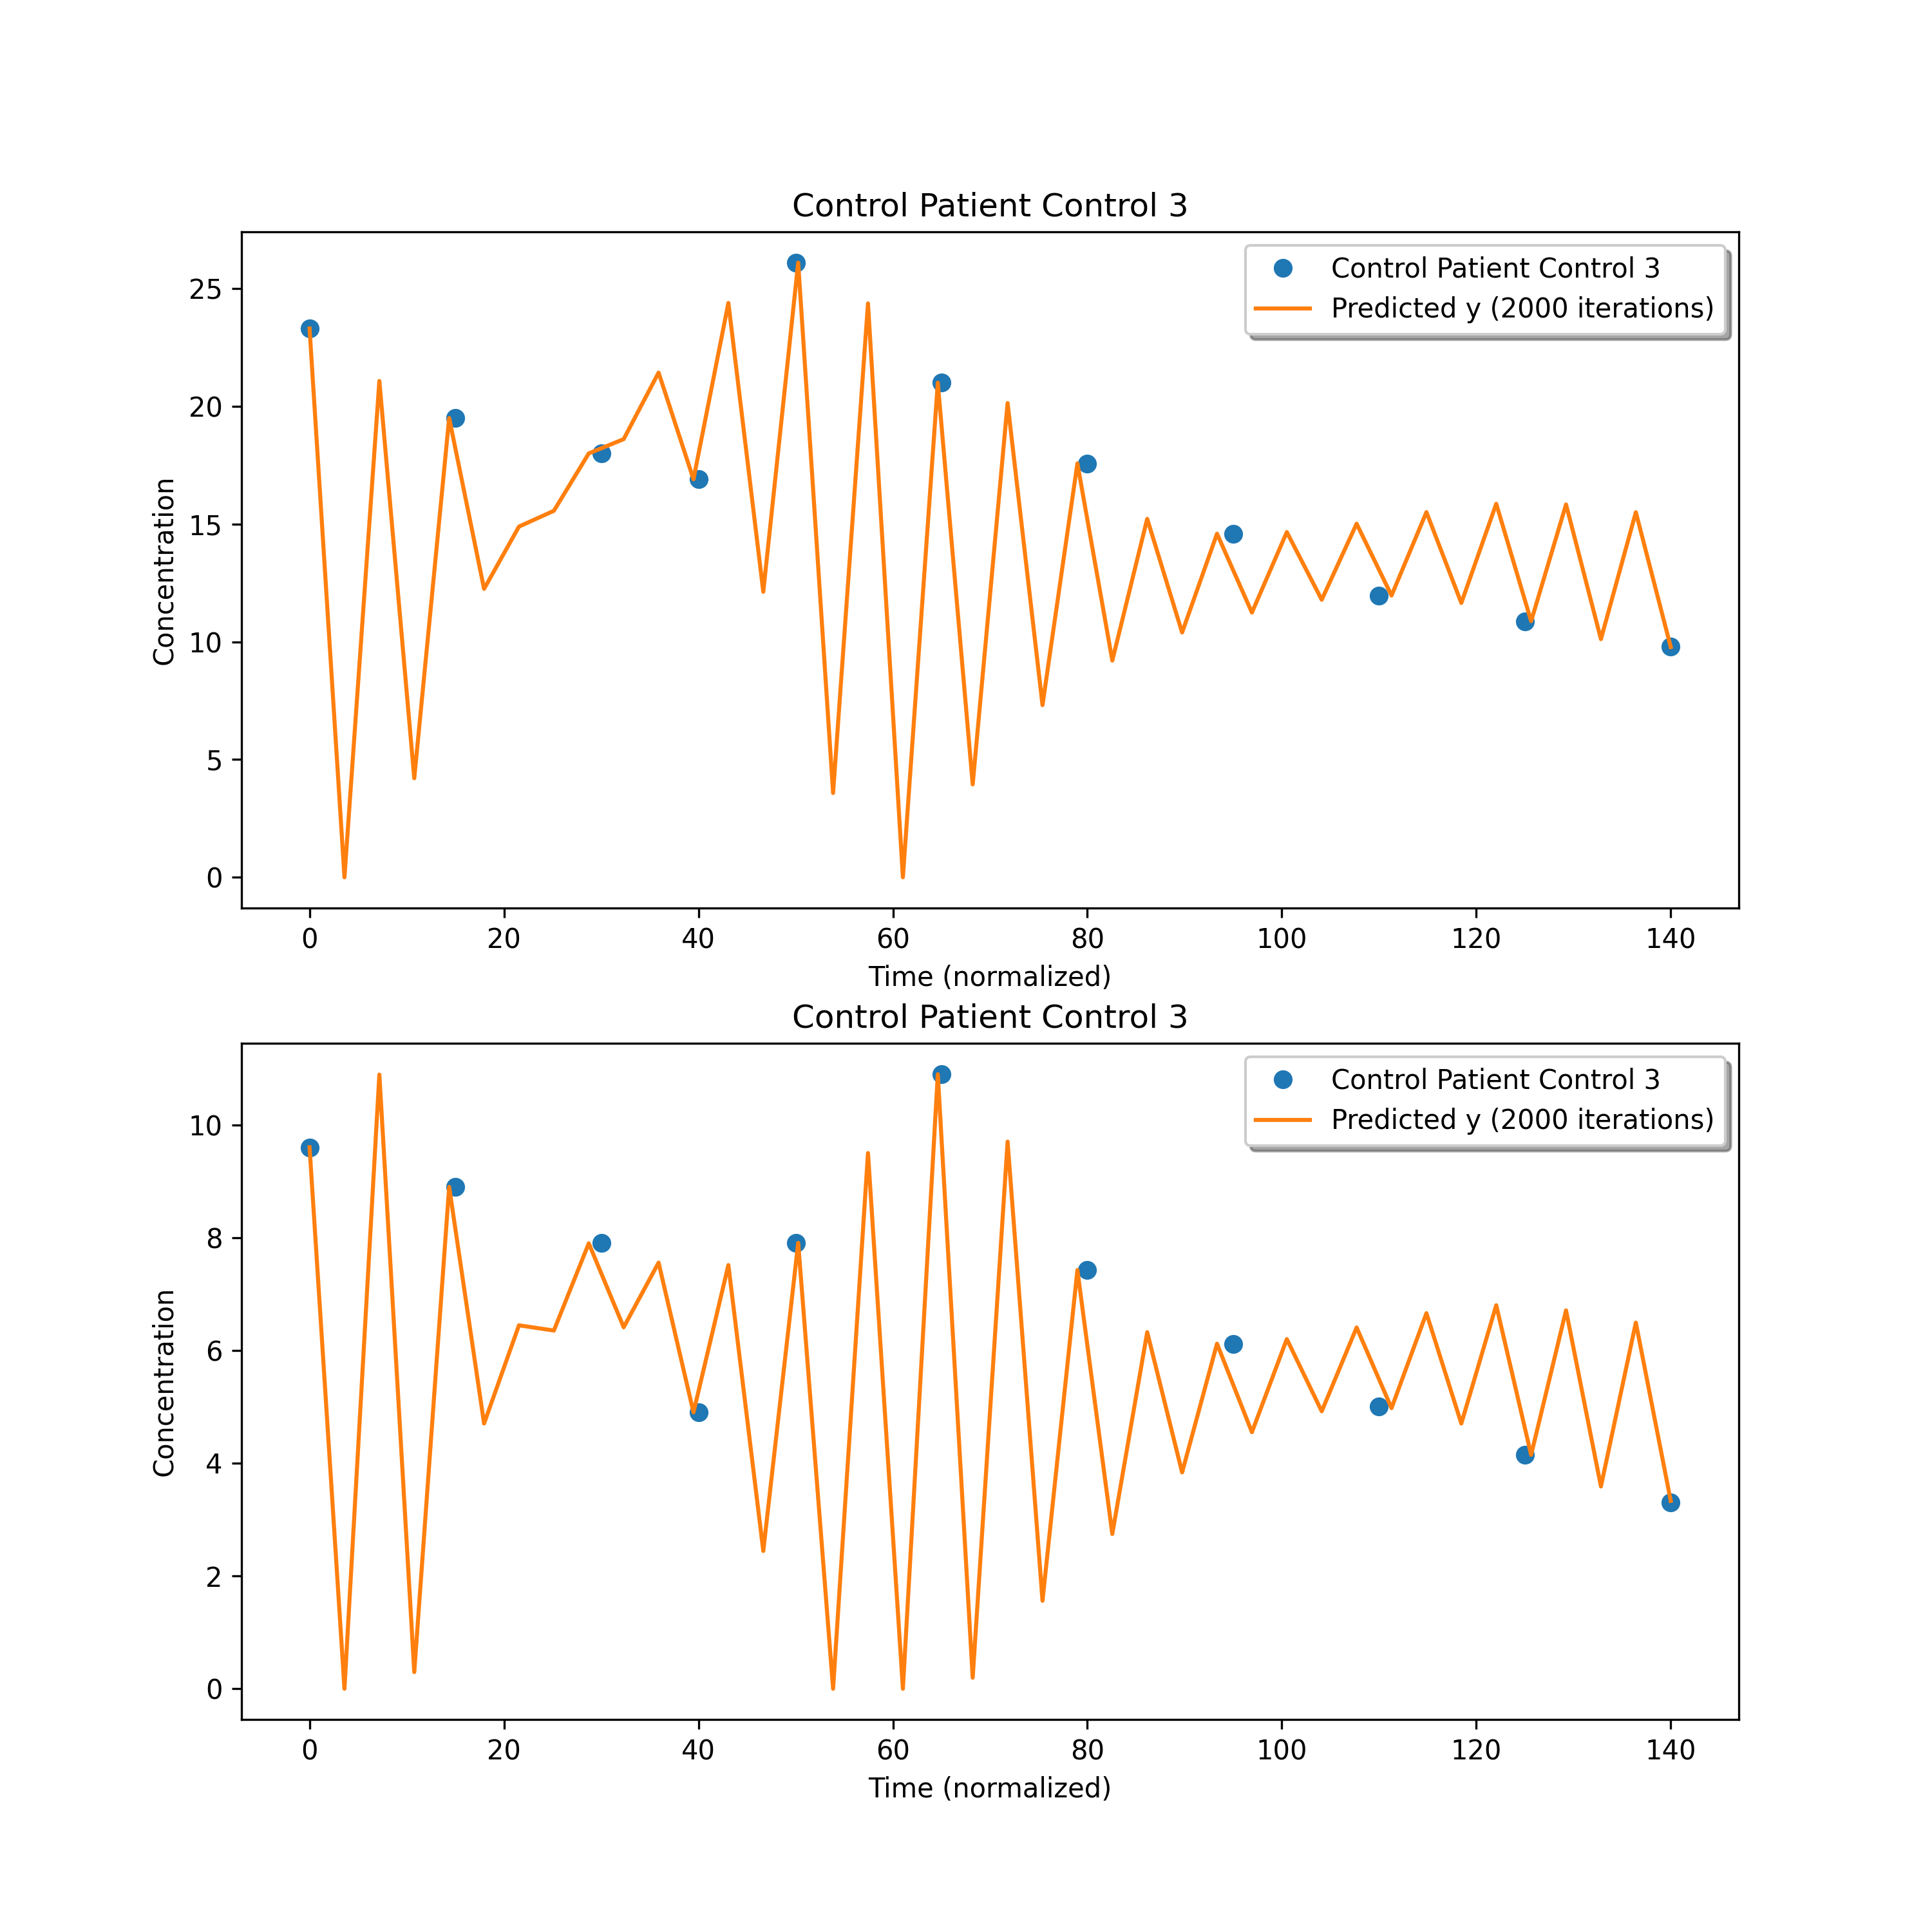 Control Patient Control 3
Control Patient Control 3
Predicted y (2000 iterations)
Concentration
25
20
15
10
5
0
0 20 40 60 80 100 120 140
Time (normalized)
Control Patient Control 3
Control Patient Control 3
Predicted y (2000 iterations)
Concentration
10
8
6
4
2
0
0 20 40 60 80 100 120 140
Time (normalized)